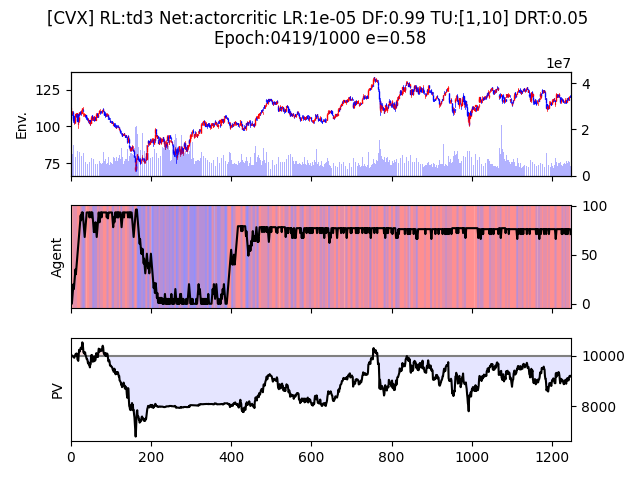 [CVX] RL:td3 Net:actorcritic LR:1e-05 DF:0.99 TU:[1,10] DRT:0.05
Epoch:0419/1000 e=0.58
1e7
Env.
125
100
75
4
2
0
Agent
100
50
0
PV
10000
8000
0 200 400 600 800 1000 1200